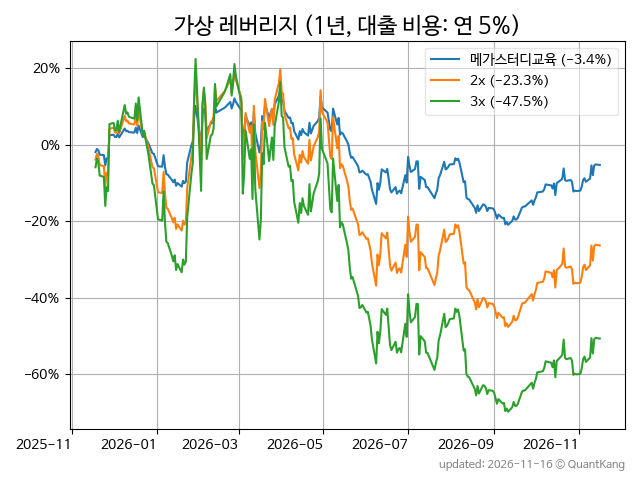 가상 레버리지 (1년, 대출 비용: 연 5%)
메가스터디교육 (−3.4%)
2x (−23.3%)
3x (−47.5%)
20%
0%
−20%
−40%
−60%
2025-11 2026-01 2026-03 2026-05 2026-07 2026-09 2026-11
updated: 2026-11-16 © QuantKang